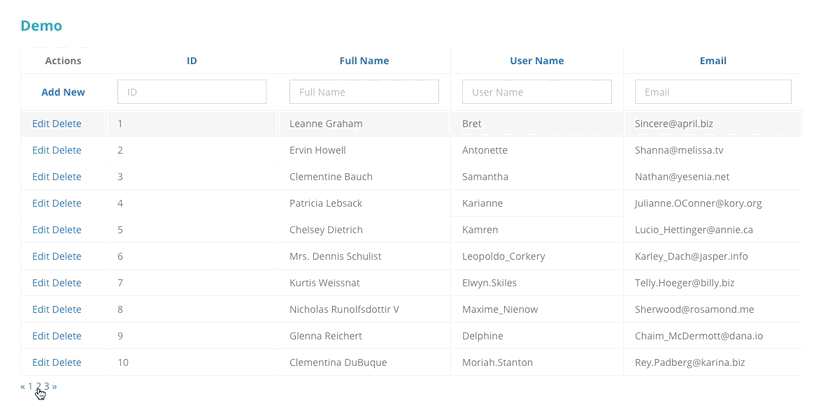 Demo
Actions ID Full Name User Name Email
Add New ID Full Name User Name Email
Edit Delete 1 Leanne Graham Bret Sincere@april.biz
Edit Delete 2 Ervin Howell Antonette Shanna@melissa.tv
Edit Delete 3 Clementine Bauch Samantha Nathan@yesenia.net
Edit Delete 4 Patricia Lebsack Karianne Julianne.OConner@kory.org
Edit Delete 5 Chelsey Dietrich Kamren Lucio_Hettinger@annie.ca
Edit Delete 6 Mrs. Dennis Schulist Leopoldo_Corkery Karley_Dach@jasper.info
Edit Delete 7 Kurtis Weissnat Elwyn.Skiles Telly.Hoeger@billy.biz
Edit Delete 8 Nicholas Runolfsdottir V Maxime_Nienow Sherwood@rosamond.me
Edit Delete 9 Glenna Reichert Delphine Chaim_McDermott@dana.io
Edit Delete 10 Clementina DuBuque Moriah.Stanton Rey.Padberg@karina.biz
« 1 2 3 »